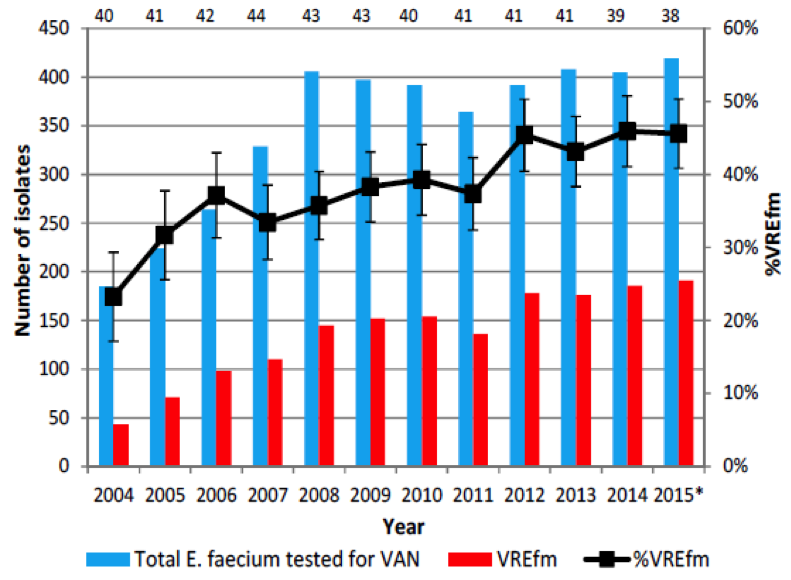 40 41 42 44 43 43 40 41 41 41 39 38
450 60%
400 50%
350
300 40%
250 30%
200
150 20%
100 10%
50
0 0%
Number of isolates
%VREfm
2004 2005 2006 2007 2008 2009 2010 2011 2012 2013 2014 2015*
Year
Total E. faecium tested for VAN VREfm %VREfm